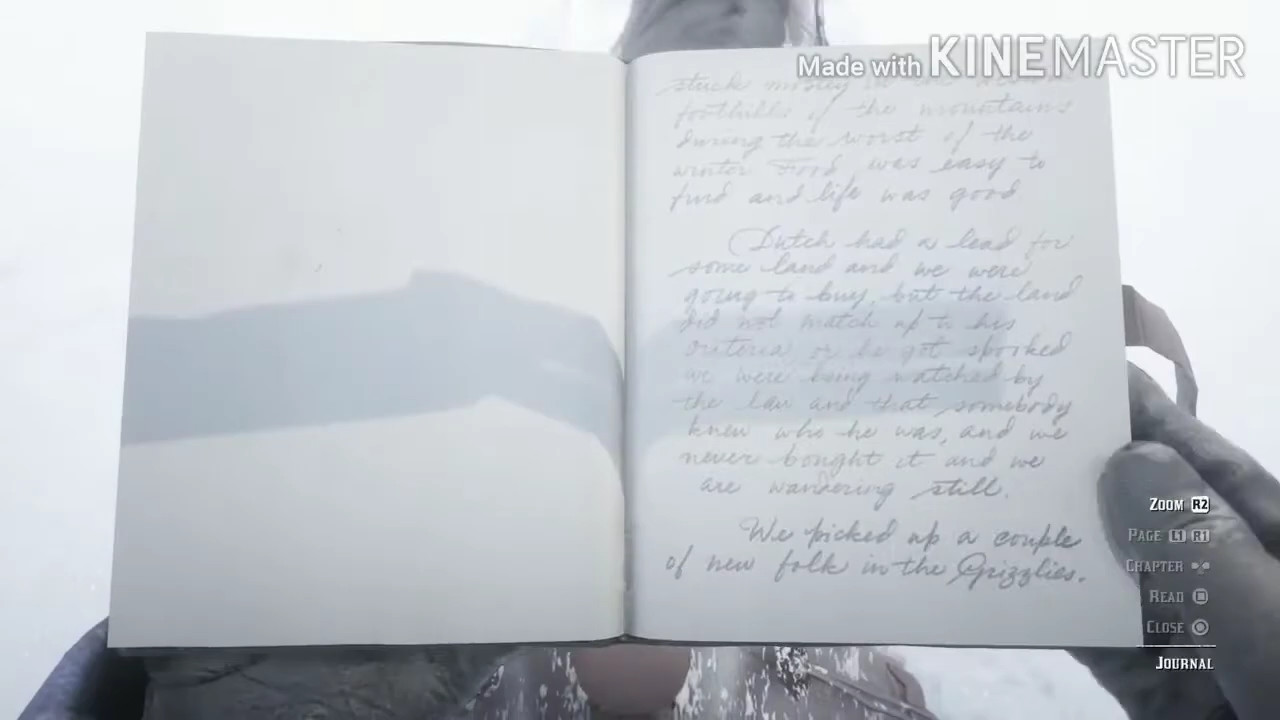 Made with KINEMASTER
stuck mostly in the
foothills of the mountains
during the worst of the
winter Food was easy to
find and life was good
Dutch had a lead for
some land and we were
going to buy, but the land
did not match up to his
criteria, or he got spooked
we were being watched by
the law and that somebody
knew who he was, and we
never bought it and we
are wandering still.
We picked up a couple
of new folk in the Grizzlies.
ZOOM R2
PAGE L1 R1
CHAPTER
READ
CLOSE
JOURNAL